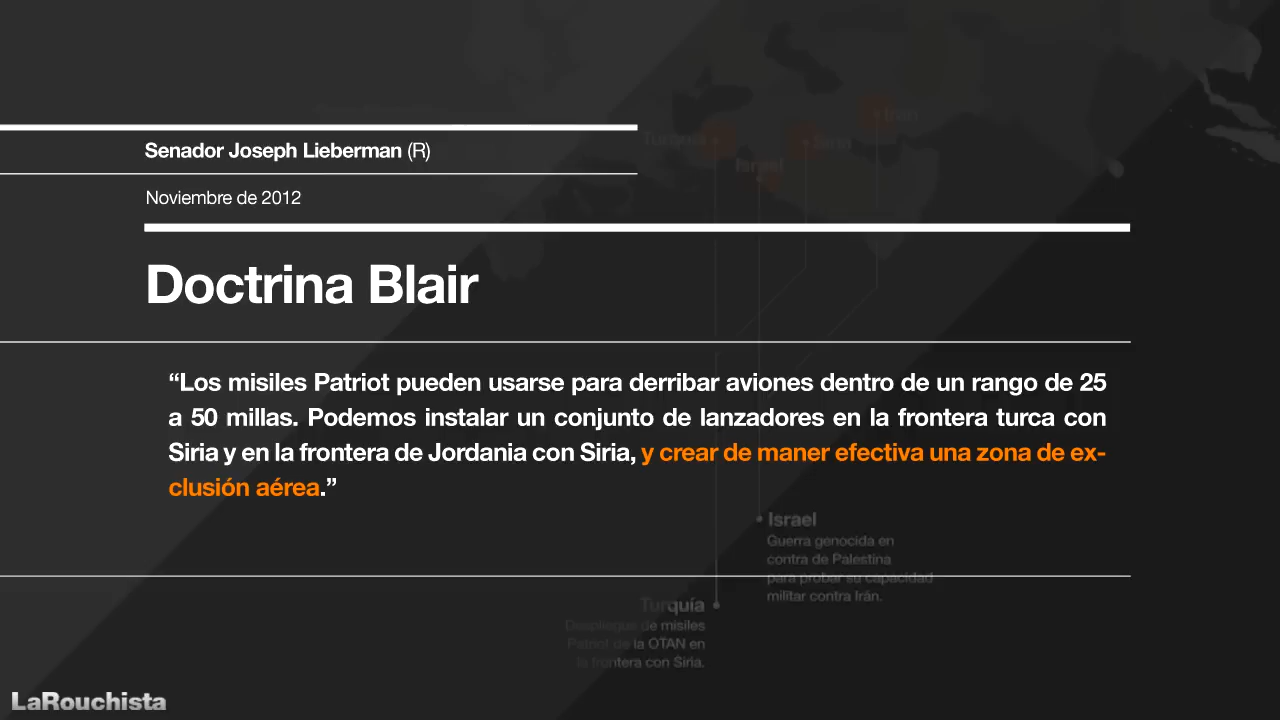 Senador Joseph Lieberman (R)
Noviembre de 2012
Turquía
Siria
Irán
Israel
Doctrina Blair
“Los misiles Patriot pueden usarse para derribar aviones dentro de un rango de 25
a 50 millas. Podemos instalar un conjunto de lanzadores en la frontera turca con
Siria y en la frontera de Jordania con Siria, y crear de maner efectiva una zona de ex-
clusión aérea.”
Israel
Guerra genocida en
contra de Palestina
para probar su capacidad
militar contra Irán.
Turquía
Despliegue de misiles
Patriot de la OTAN en
la frontera con Siria.
LaRouchista